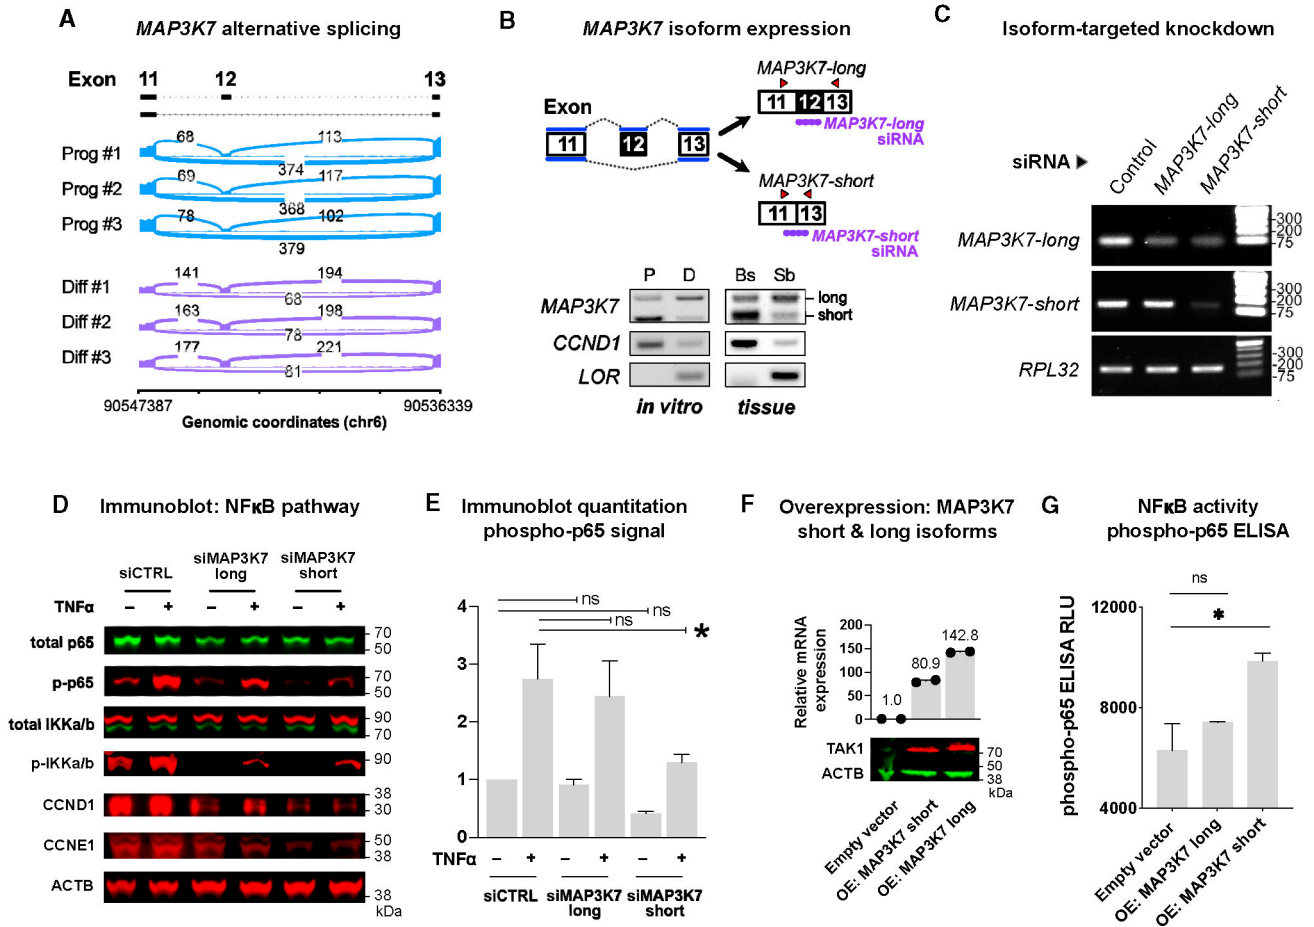 A
MAP3K7 alternative splicing
Exon 11 12 13
Prog #1
68 113
374
Prog #2
69 117
368
Prog #3
78 102
379
Diff #1
141 194
68
Diff #2
163 198
78
Diff #3
177 221
81
90547387 90536339
Genomic coordinates (chr6)
B
MAP3K7 isoform expression
Exon
11 12 13
MAP3K7-long
11 12 13
MAP3K7-long
siRNA
MAP3K7-short
11 13
MAP3K7-short
siRNA
P D Bs Sb
MAP3K7
long
short
CCND1
LOR
in vitro tissue
C
Isoform-targeted knockdown
siRNA
Control
MAP3K7-long
MAP3K7-short
MAP3K7-long
300
200
75
MAP3K7-short
300
200
75
RPL32
300
200
75
D
Immunoblot: NFκB pathway
siCTRL
siMAP3K7
long
siMAP3K7
short
TNFα – + – + – +
total p65
70
50
p-p65
70
50
total IKKa/b
90
70
p-IKKa/b
90
CCND1
38
30
CCNE1
50
38
ACTB
38
kDa
E
Immunoblot quantitation
phospho-p65 signal
4
3
2
1
0
ns
ns
ns
*
TNFα – + – + – +
siCTRL
siMAP3K7
long
siMAP3K7
short
F
Overexpression: MAP3K7
short & long isoforms
Relative mRNA
expression
200
150
100
50
0
1.0
80.9
142.8
TAK1
ACTB
70
50
38
kDa
Empty vector
OE: MAP3K7 short
OE: MAP3K7 long
G
NFκB activity
phospho-p65 ELISA
phospho-p65 ELISA RLU
12000
8000
4000
ns
*
Empty vector
OE: MAP3K7 long
OE: MAP3K7 short